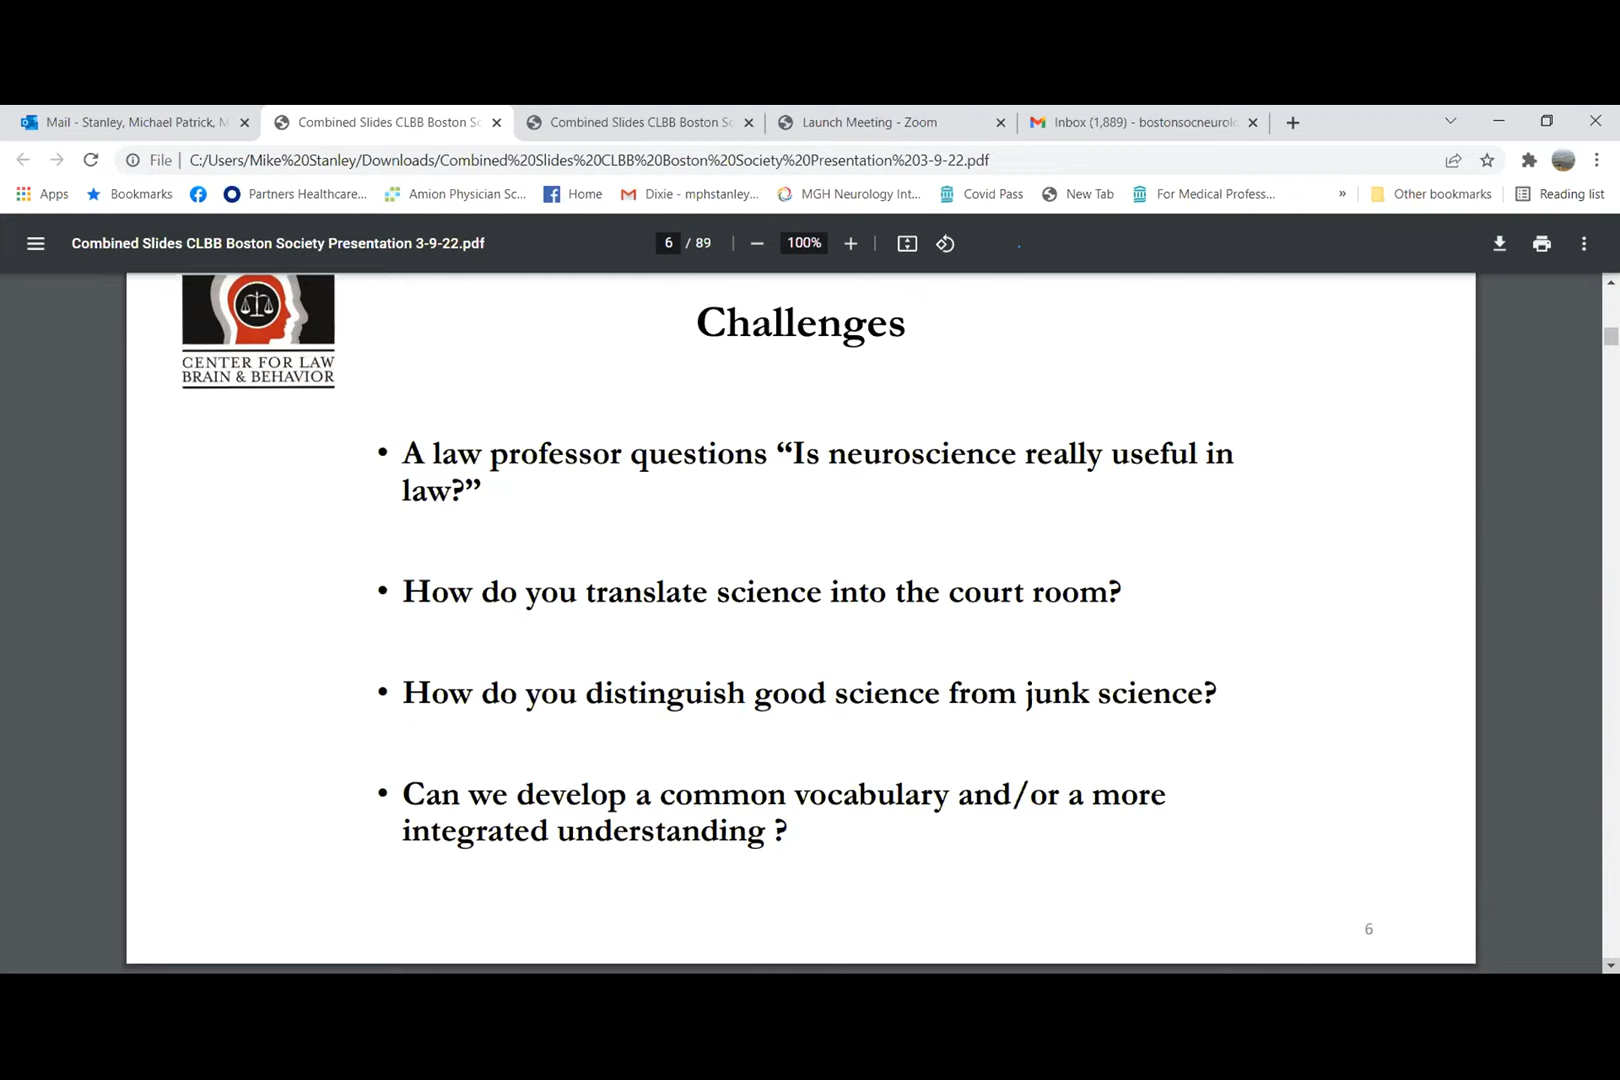 Mail - Stanley, Michael Patrick, M
Combined Slides CLBB Boston So
Combined Slides CLBB Boston So
Launch Meeting - Zoom
Inbox (1,889) - bostonsocneurolo
File
C:/Users/Mike%20Stanley/Downloads/Combined%20Slides%20CLBB%20Boston%20Society%20Presentation%203-9-22.pdf
Apps
Bookmarks
Partners Healthcare...
Amion Physician Sc...
Home
Dixie - mphstanley...
MGH Neurology Int...
Covid Pass
New Tab
For Medical Profess...
»
Other bookmarks
Reading list
Combined Slides CLBB Boston Society Presentation 3-9-22.pdf
6 / 89
100%
CENTER FOR LAW
BRAIN & BEHAVIOR
Challenges
• A law professor questions “Is neuroscience really useful in
law?”
• How do you translate science into the court room?
• How do you distinguish good science from junk science?
• Can we develop a common vocabulary and/or a more
integrated understanding ?
6